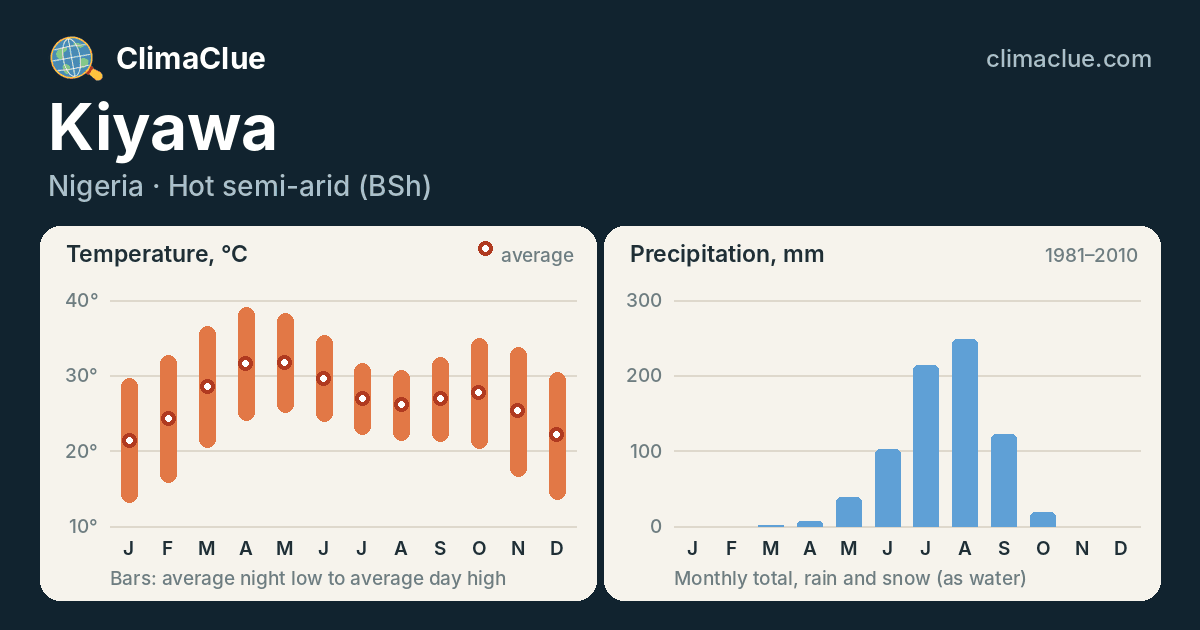 ClimaClue
climaclue.com
Kiyawa
Nigeria · Hot semi-arid (BSh)
Temperature, °C
average
40°
30°
20°
10°
J F M A M J J A S O N D
Bars: average night low to average day high
Precipitation, mm
1981–2010
300
200
100
0
J F M A M J J A S O N D
Monthly total, rain and snow (as water)